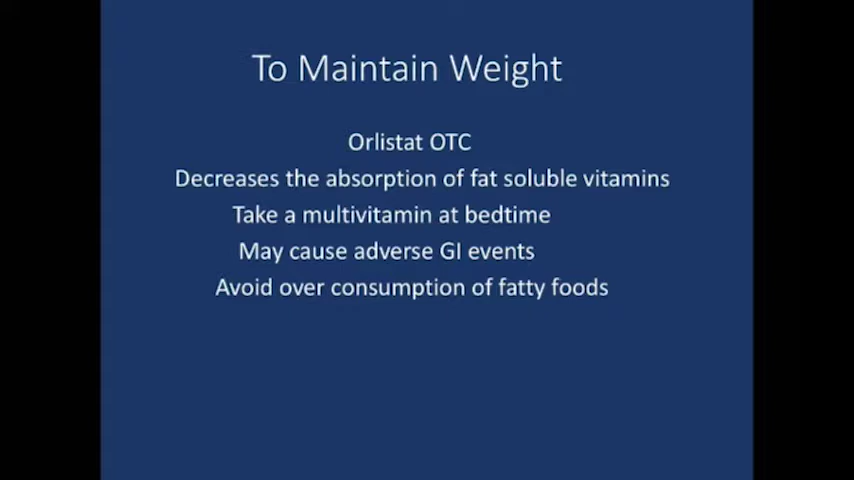 To Maintain Weight
Orlistat OTC
Decreases the absorption of fat soluble vitamins
Take a multivitamin at bedtime
May cause adverse GI events
Avoid over consumption of fatty foods